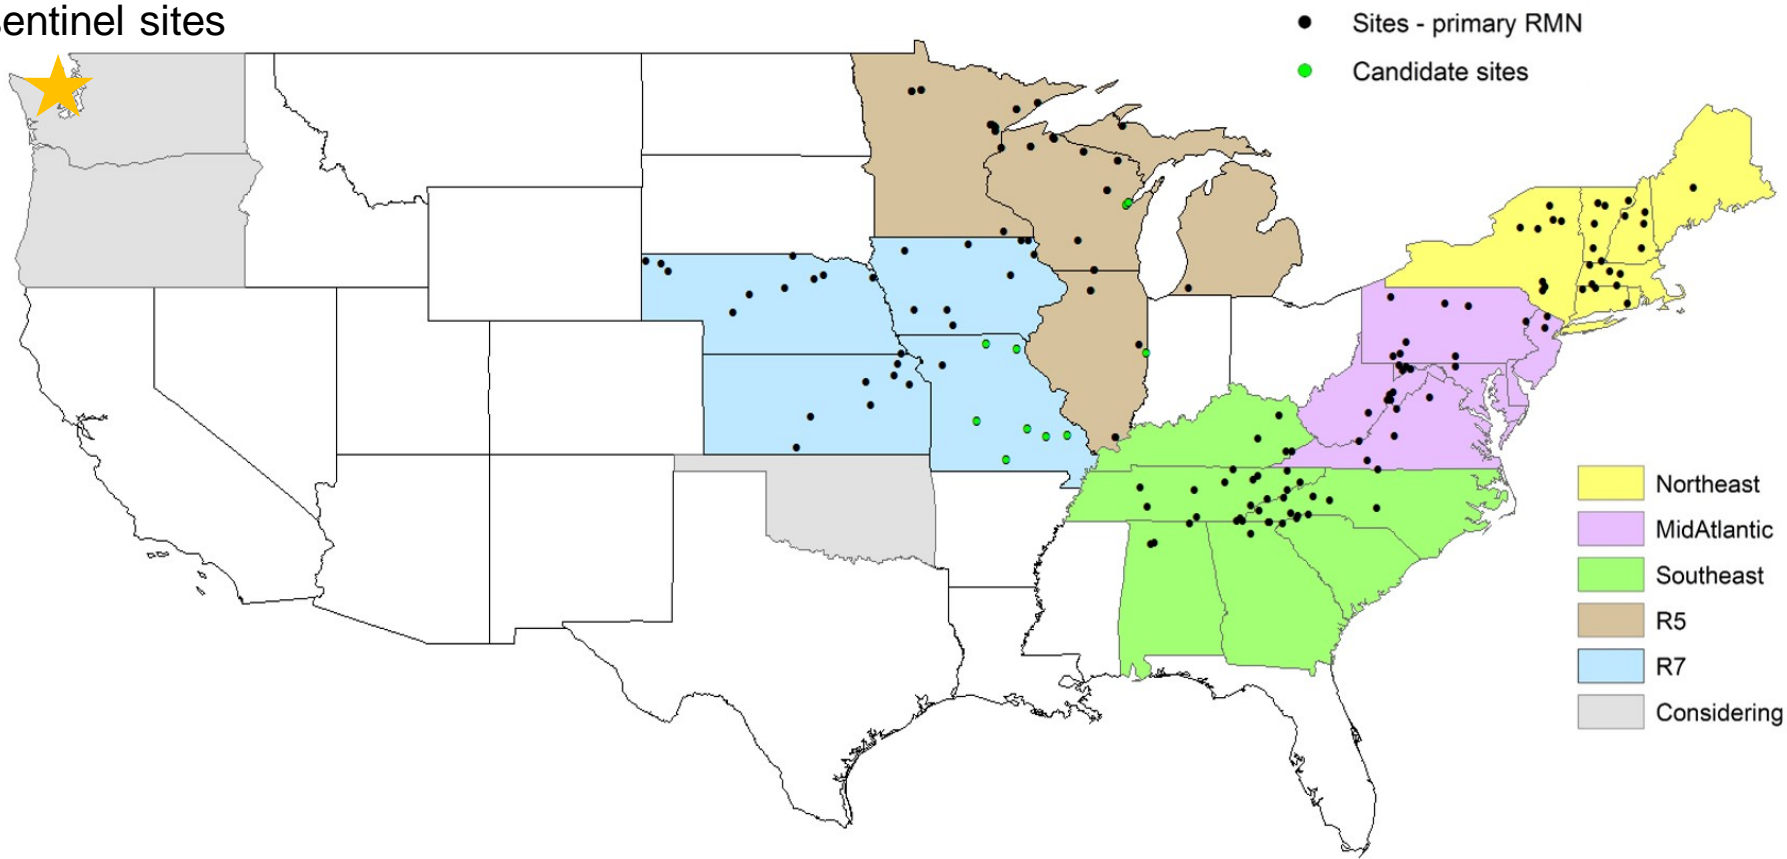 entinel sites
Sites - primary RMN
Candidate sites
Northeast
MidAtlantic
Southeast
R5
R7
Considering